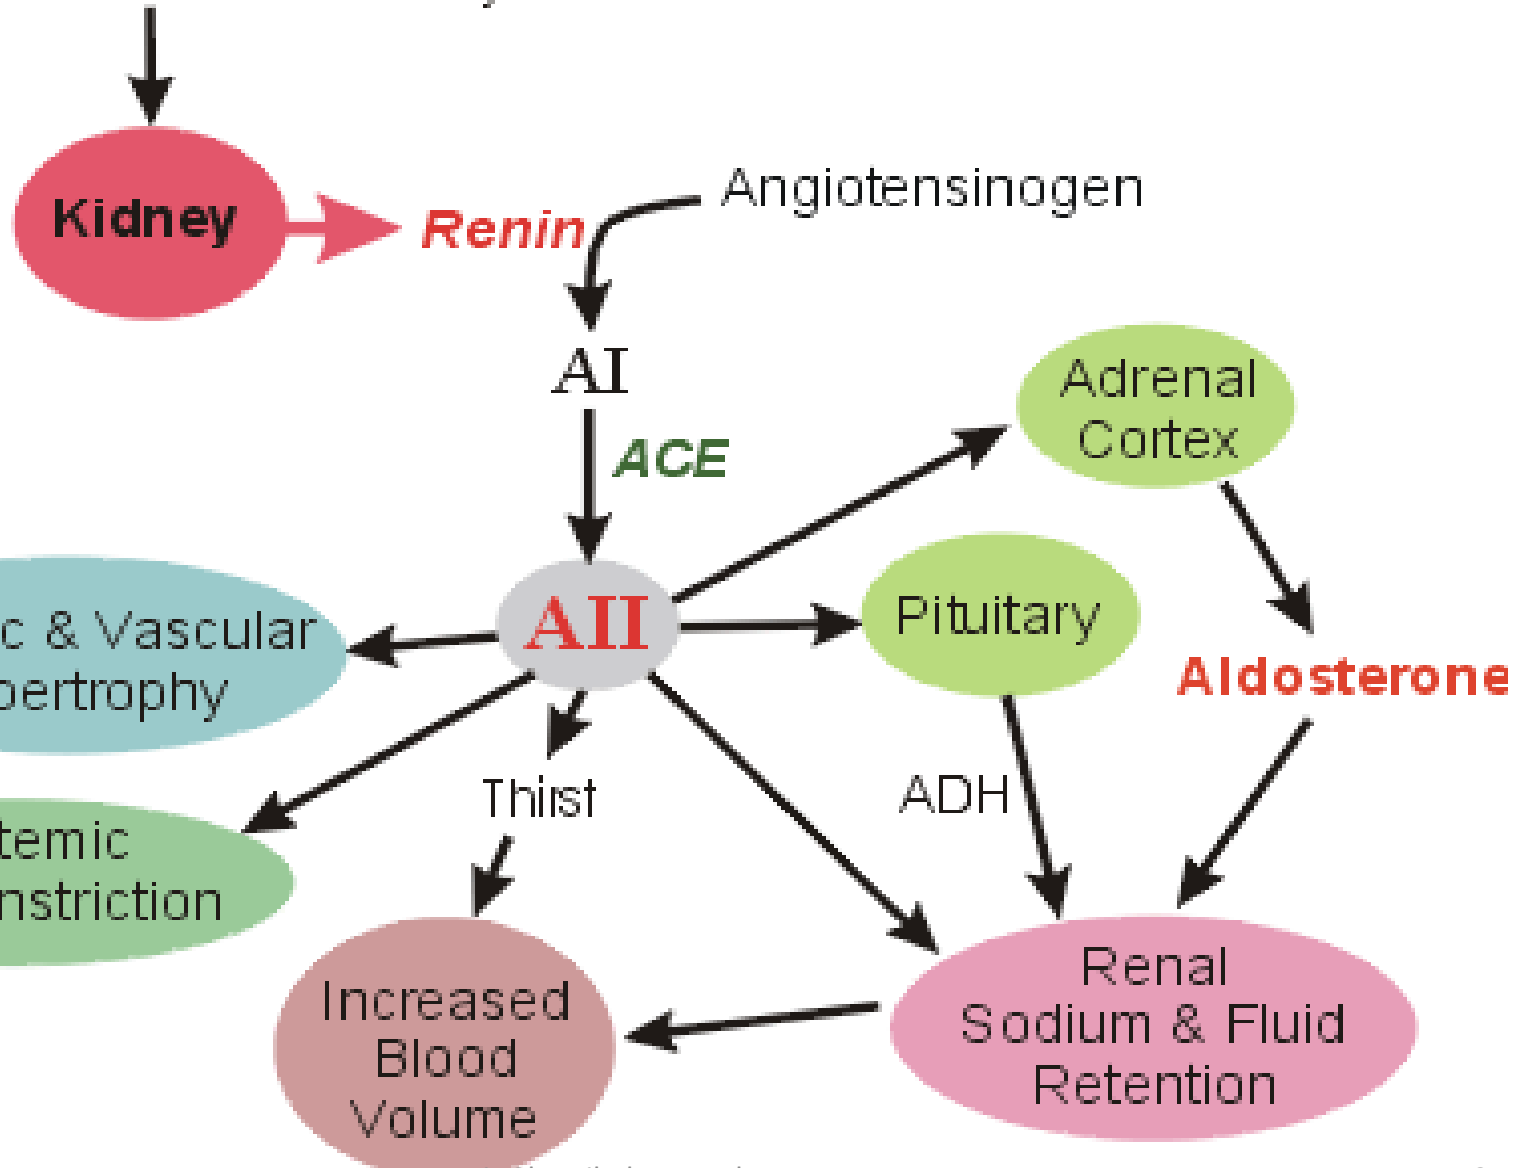 Kidney
Renin
Angiotensinogen
AI
ACE
Adrenal
Cortex
AII
Pituitary
Aldosterone
c & Vascular
pertrophy
Thirst
ADH
temic
nstriction
Increased
Blood
Volume
Renal
Sodium & Fluid
Retention